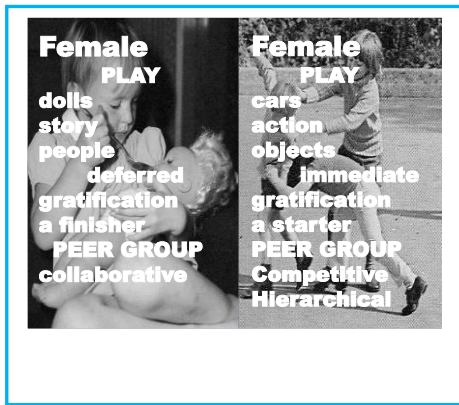 Female
PLAY
dolls
story
people
deferred
gratification
a finisher
PEER GROUP
collaborative
Female
PLAY
cars
action
objects
immediate
gratification
a starter
PEER GROUP
Competitive
Hierarchical